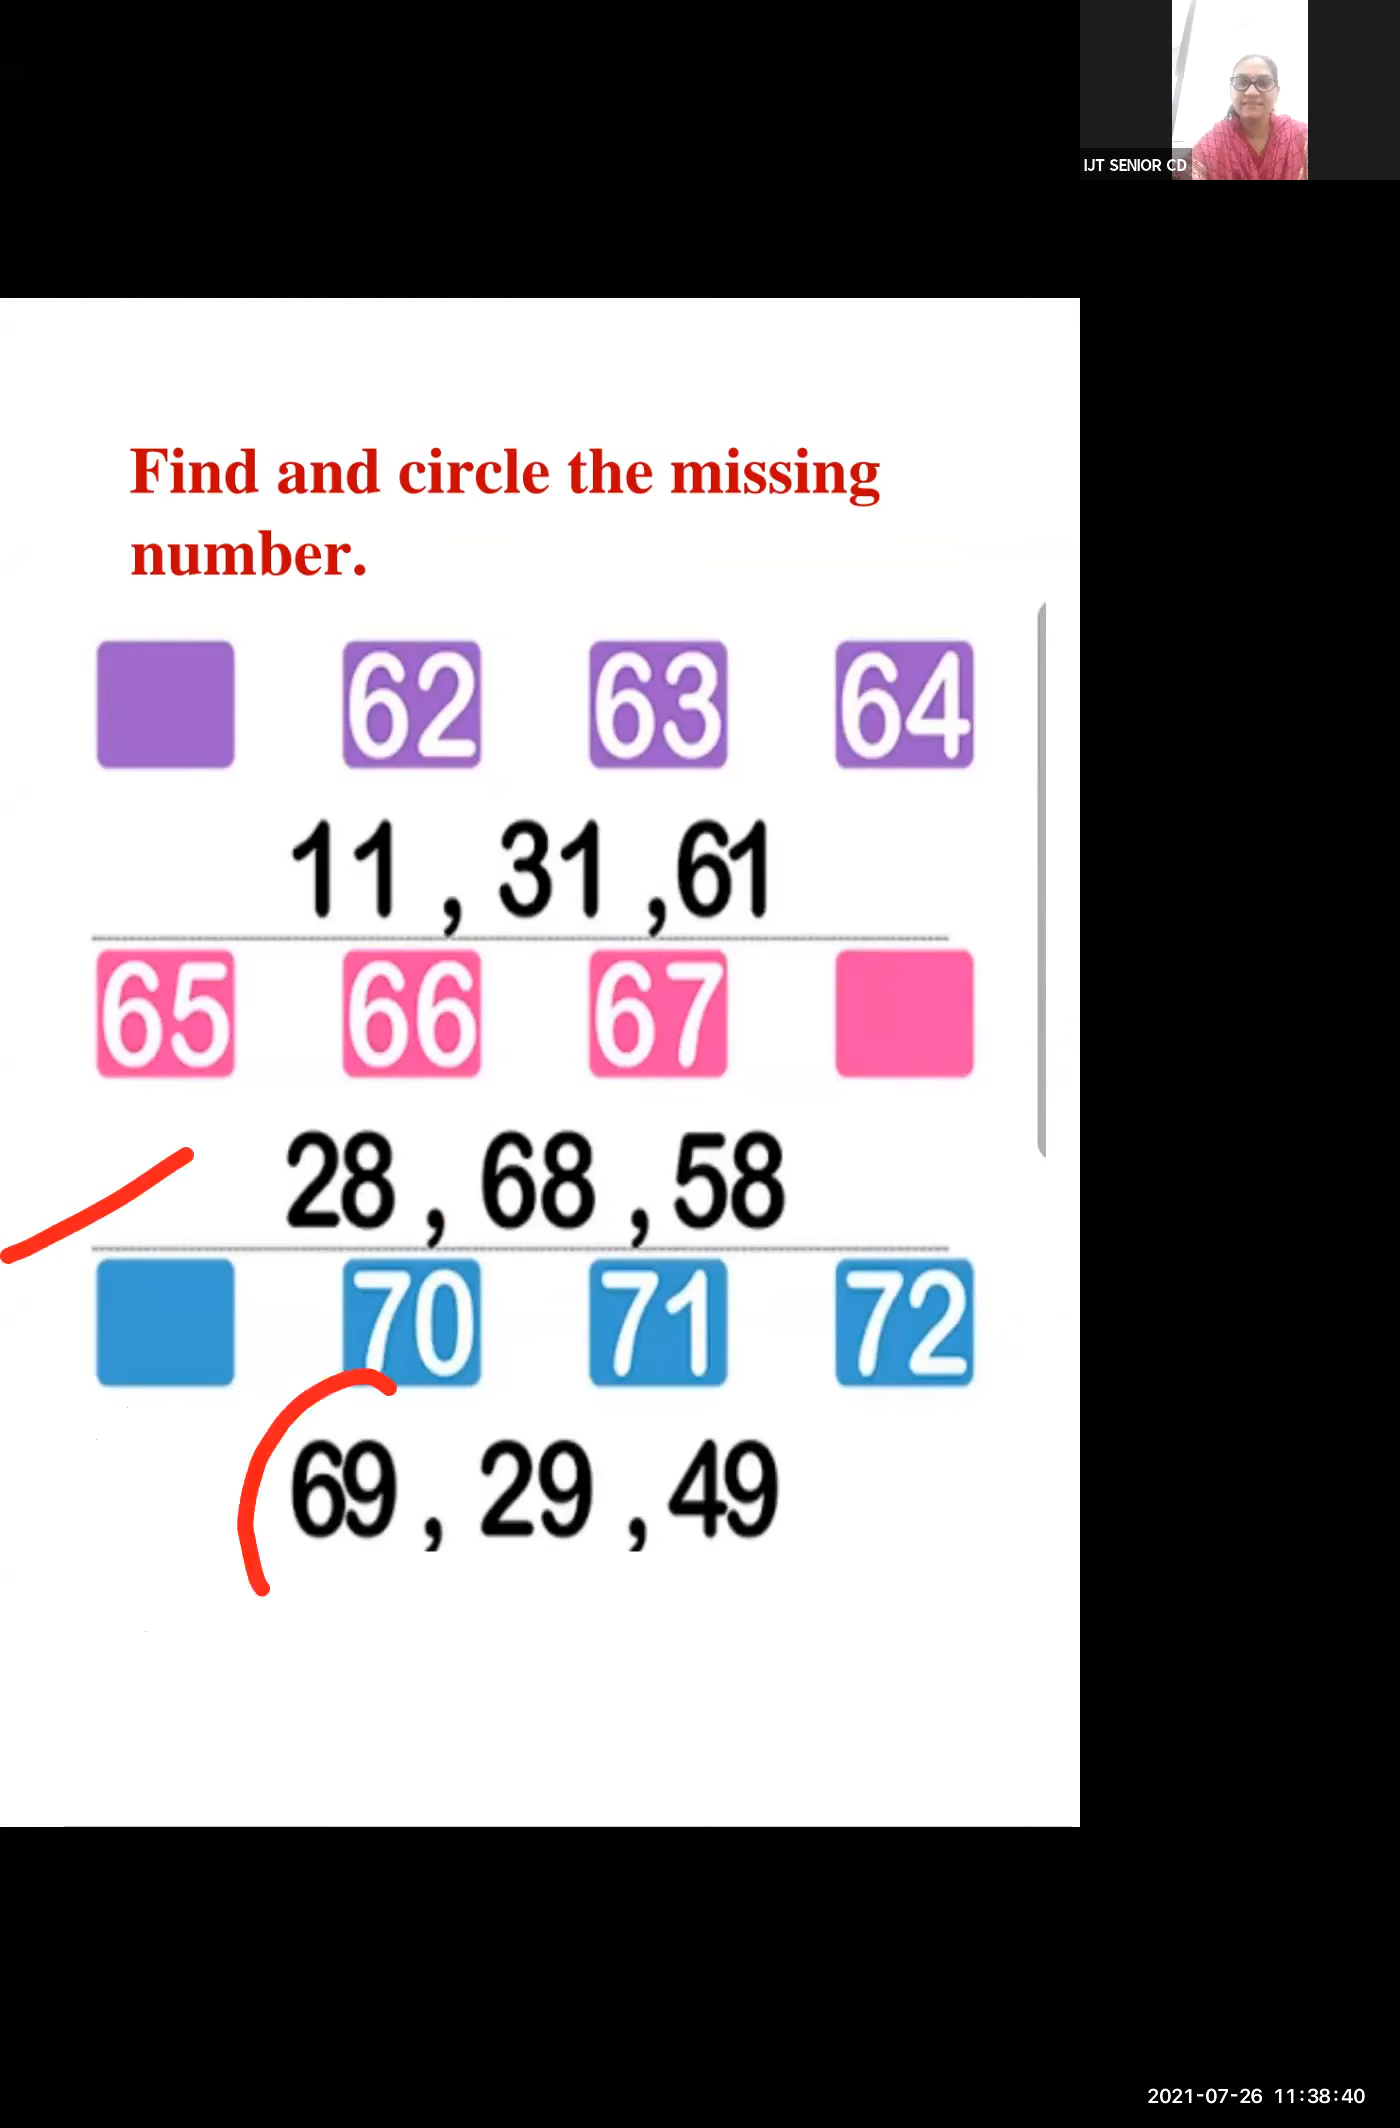 IJT SENIOR CD
Find and circle the missing
number.
62 63 64
11 , 31 , 61
65 66 67
28 , 68 , 58
70 71 72
69 , 29 , 49
2021-07-26 11:38:40